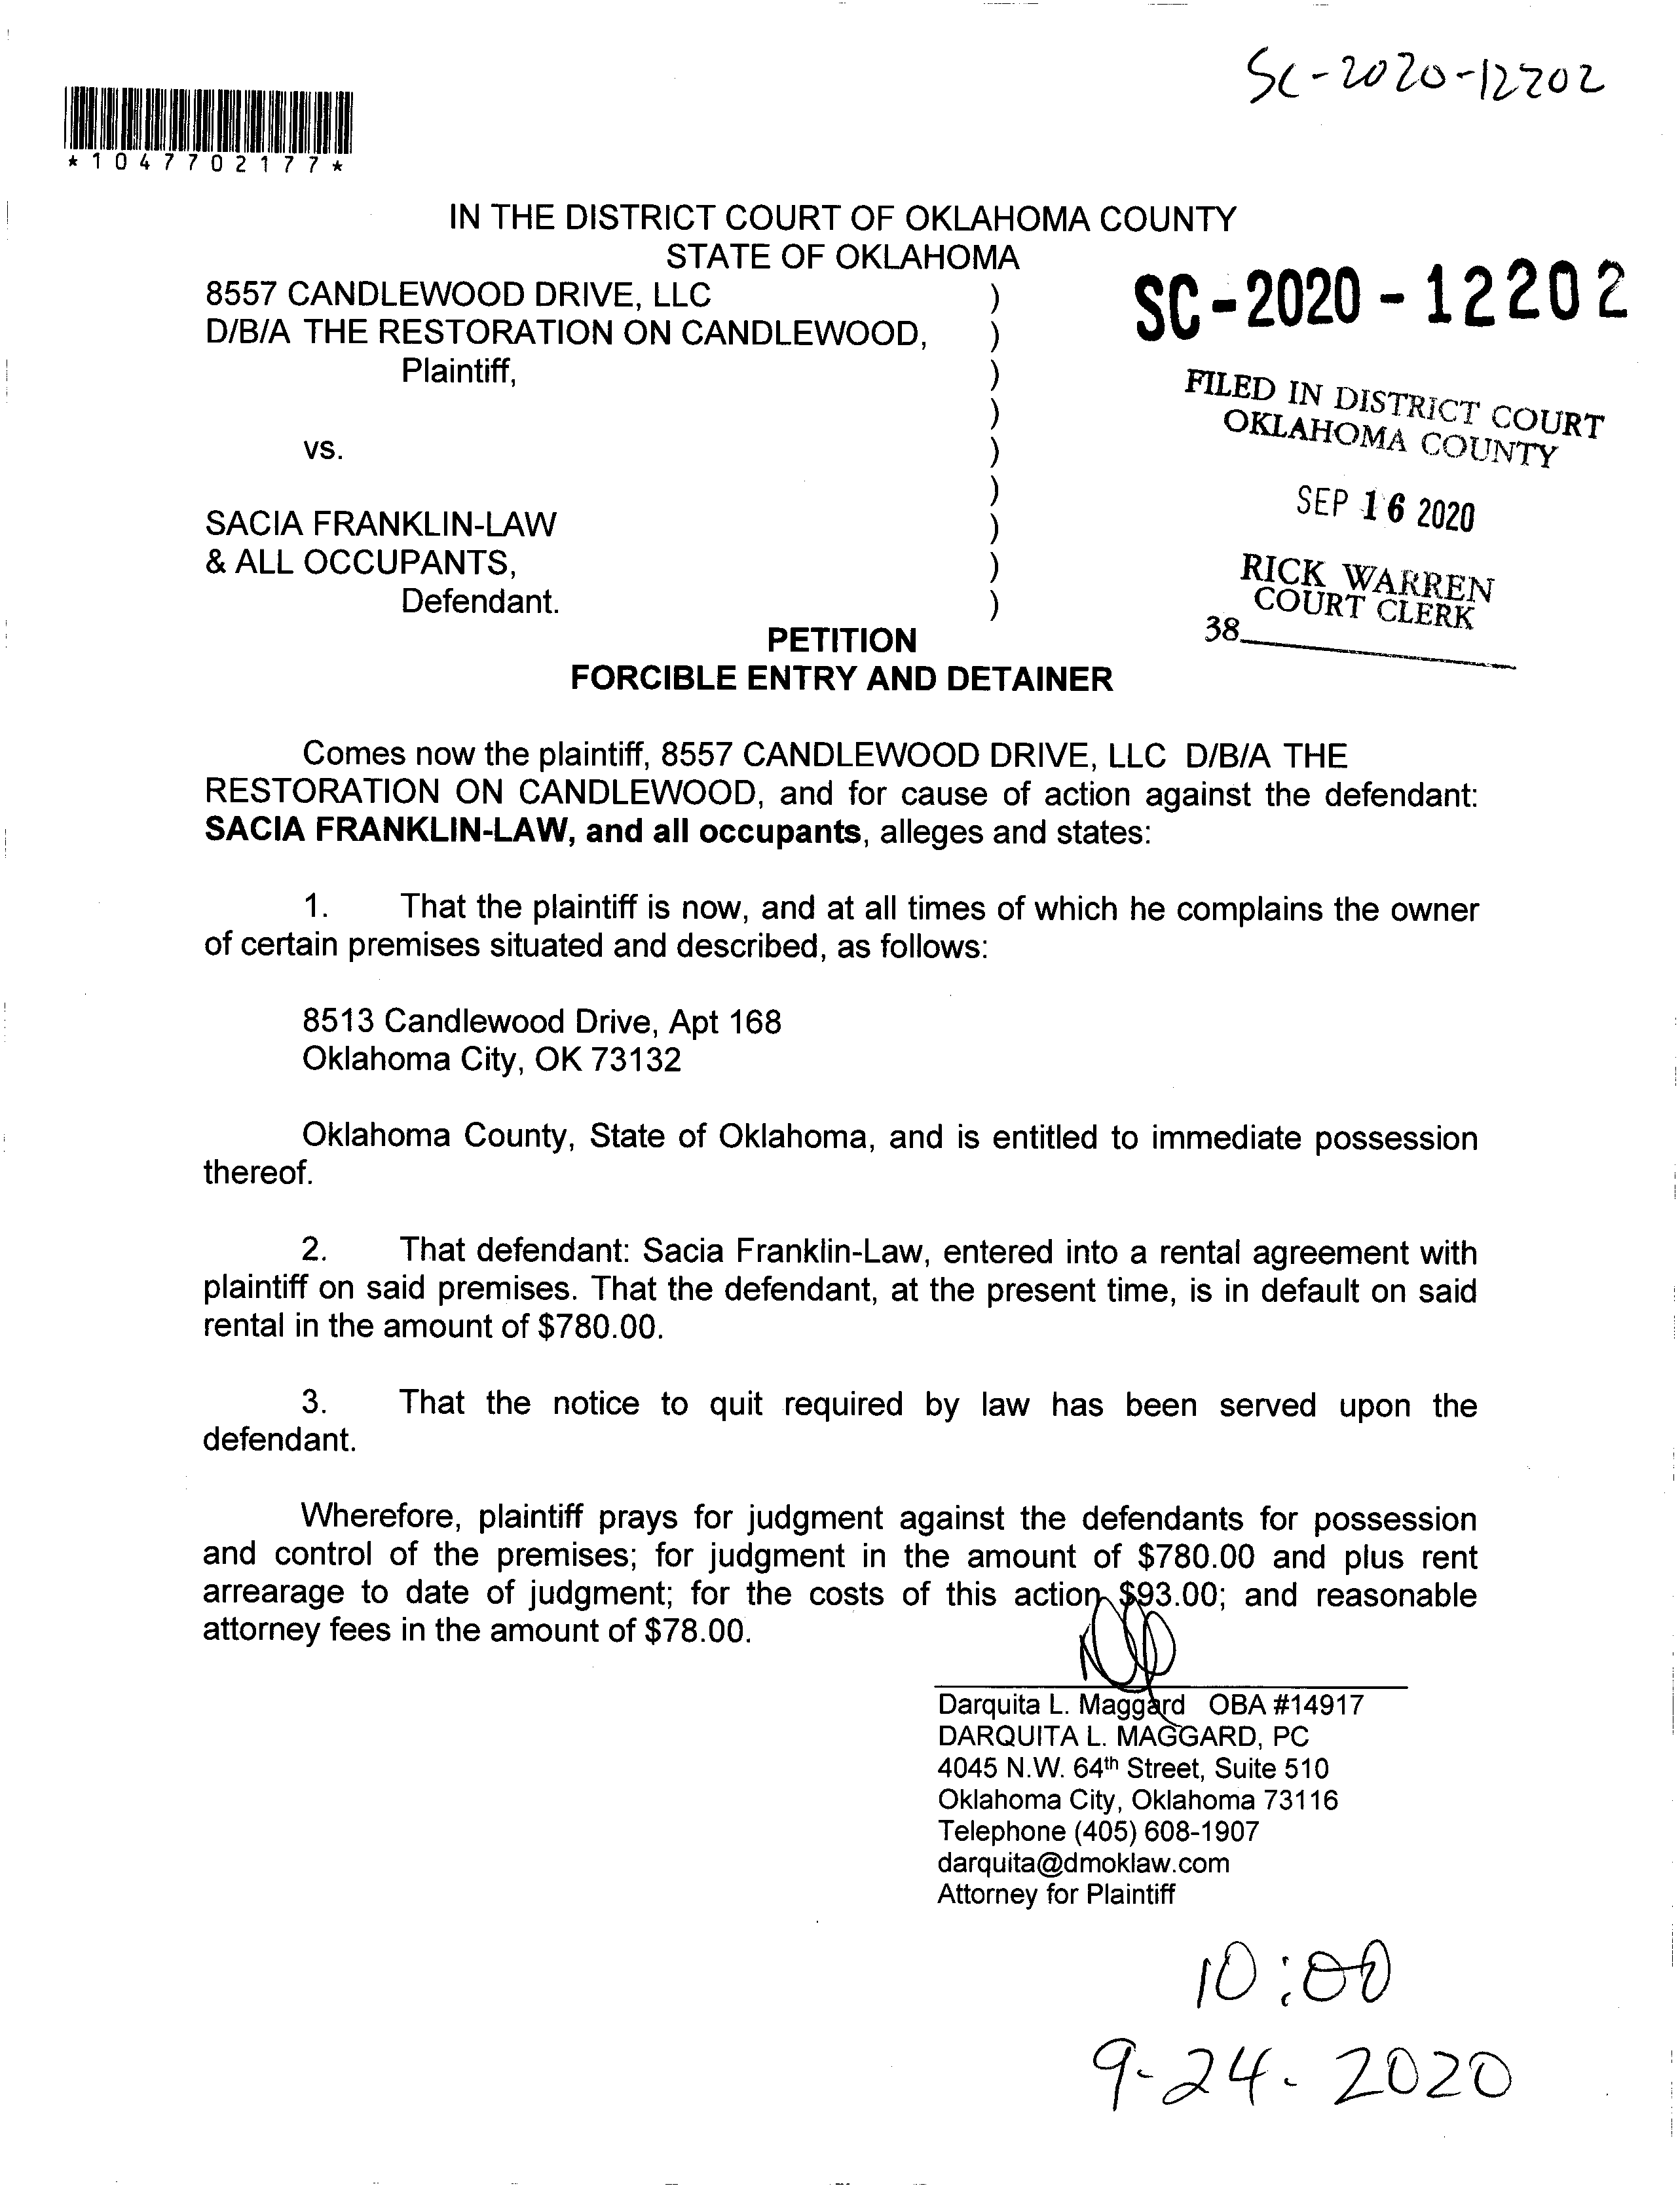 SC-2020-12202
*1047702177*
IN THE DISTRICT COURT OF OKLAHOMA COUNTY
STATE OF OKLAHOMA
8557 CANDLEWOOD DRIVE, LLC )
D/B/A THE RESTORATION ON CANDLEWOOD, )
Plaintiff, )
)
vs. )
)
SACIA FRANKLIN-LAW )
& ALL OCCUPANTS, )
Defendant. )
SC-2020-12202
FILED IN DISTRICT COURT
OKLAHOMA COUNTY
SEP 16 2020
RICK WARREN
COURT CLERK
38
PETITION
FORCIBLE ENTRY AND DETAINER
Comes now the plaintiff, 8557 CANDLEWOOD DRIVE, LLC D/B/A THE
RESTORATION ON CANDLEWOOD, and for cause of action against the defendant:
SACIA FRANKLIN-LAW, and all occupants, alleges and states:
1. That the plaintiff is now, and at all times of which he complains the owner
of certain premises situated and described, as follows:
8513 Candlewood Drive, Apt 168
Oklahoma City, OK 73132
Oklahoma County, State of Oklahoma, and is entitled to immediate possession
thereof.
2. That defendant: Sacia Franklin-Law, entered into a rental agreement with
plaintiff on said premises. That the defendant, at the present time, is in default on said
rental in the amount of $780.00.
3. That the notice to quit required by law has been served upon the
defendant.
Wherefore, plaintiff prays for judgment against the defendants for possession
and control of the premises; for judgment in the amount of $780.00 and plus rent
arrearage to date of judgment; for the costs of this action, $93.00; and reasonable
attorney fees in the amount of $78.00.
Darquita L. Maggard OBA #14917
DARQUITA L. MAGGARD, PC
4045 N.W. 64th Street, Suite 510
Oklahoma City, Oklahoma 73116
Telephone (405) 608-1907
darquita@dmoklaw.com
Attorney for Plaintiff
10:00
9-24-2020